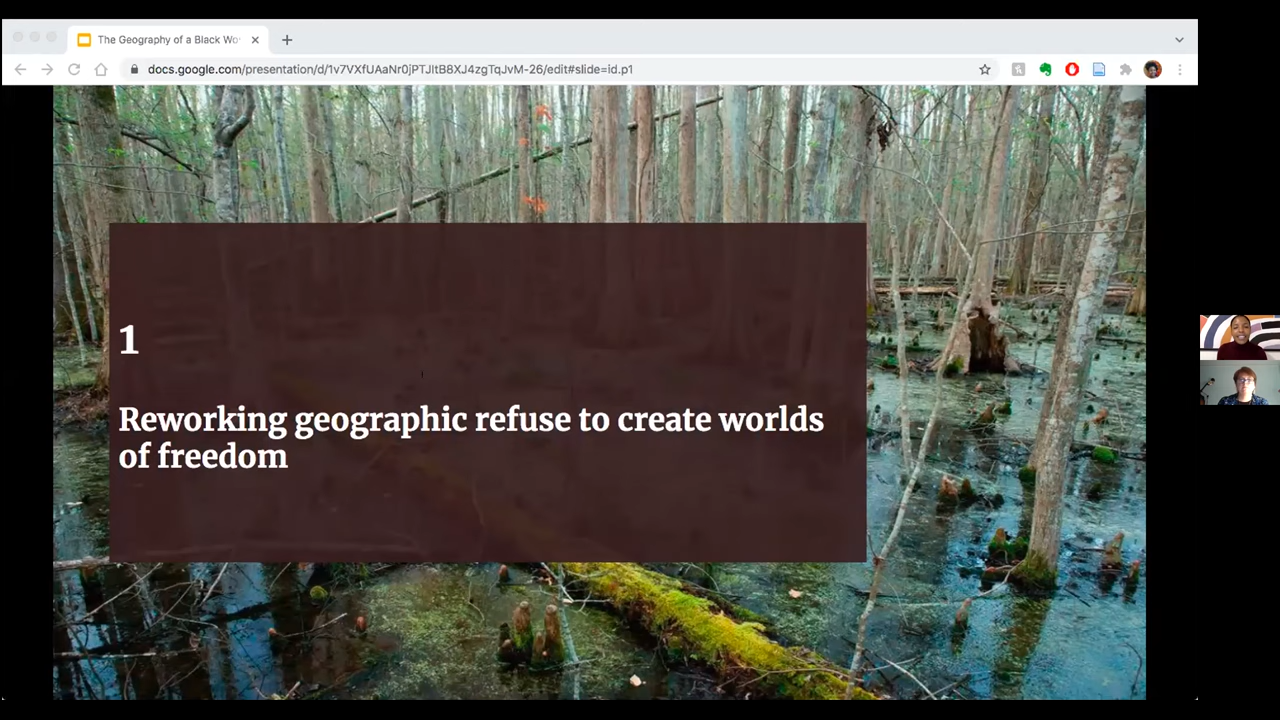 The Geography of a Black Wo
docs.google.com/presentation/d/1v7VXfUAaNr0jPTJltB8XJ4zgTqJvM-26/edit#slide=id.p1
1
Reworking geographic refuse to create worlds
of freedom